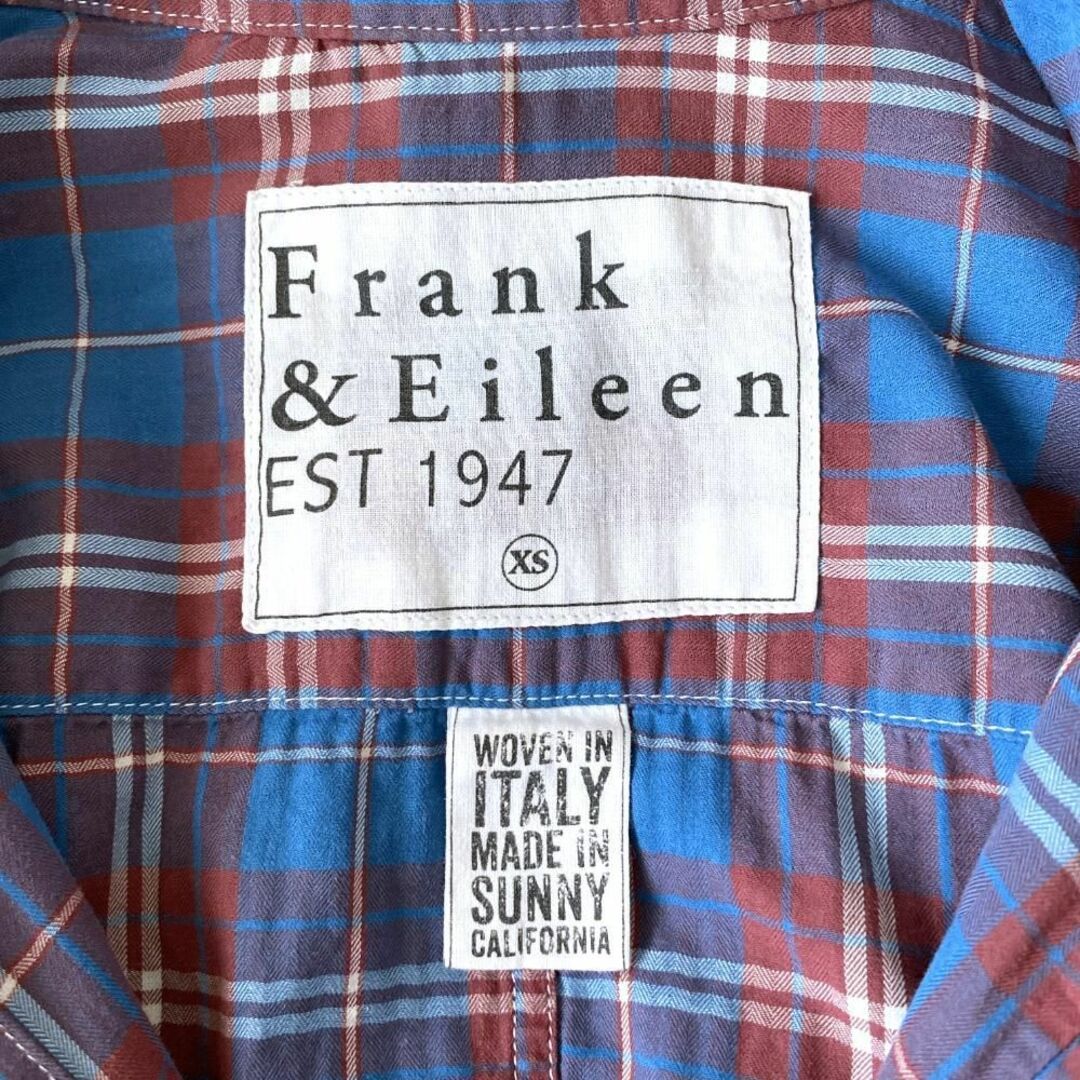 Frank
& Eileen
EST 1947
XS
WOVEN IN
ITALY
MADE IN
SUNNY
CALIFORNIA